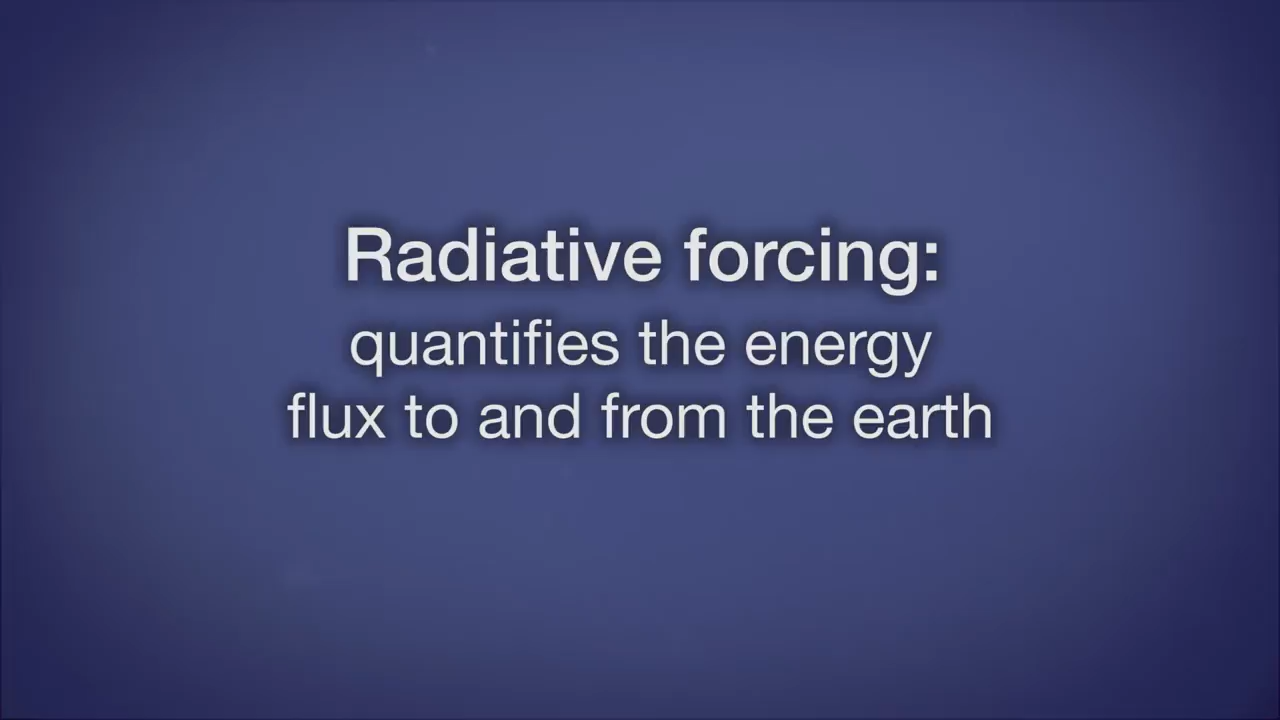 Radiative forcing:
quantifies the energy
flux to and from the earth